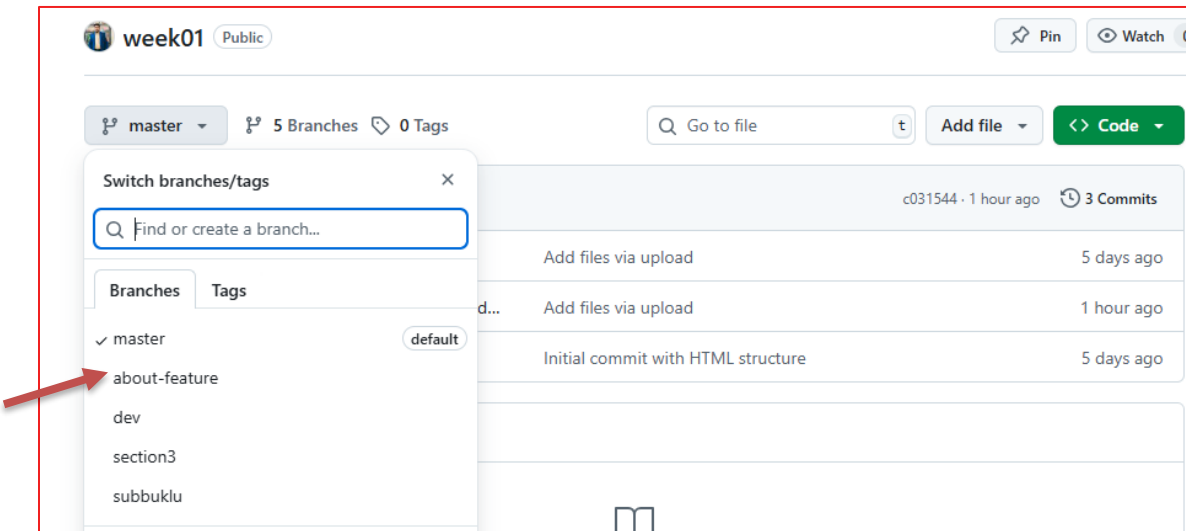 week01 Public
Pin
Watch 0
master
5 Branches
0 Tags
Go to file t
Add file
Code
Switch branches/tags
Find or create a branch...
Branches
Tags
master default
about-feature
dev
section3
subbuklu
c031544 · 1 hour ago
3 Commits
Add files via upload 5 days ago
d... Add files via upload 1 hour ago
Initial commit with HTML structure 5 days ago